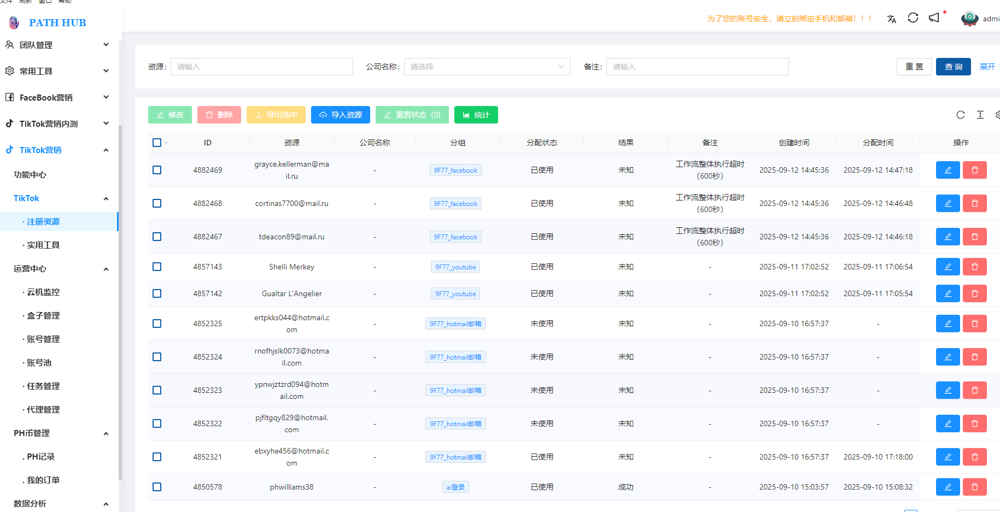 文件 刷新 窗口 帮助
PATH HUB
为了您的账号安全，请立刻绑定手机和邮箱！！！
admi
团队管理
常用工具
FaceBook营销
TikTok营销内测
TikTok营销
功能中心
TikTok
· 注册资源
· 实用工具
运营中心
· 云机监控
· 盒子管理
· 账号管理
· 账号池
· 任务管理
· 代理管理
PH币管理
. PH记录
. 我的订单
数据分析
资源: 请输入 公司名称: 请选择 备注: 请输入 重 置 查 询 展开
修改 删除 导出选中 导入资源 重置状态（0） 统计
ID 资源 公司名称 分组 分配状态 结果 备注 创建时间 分配时间 操作
4882469 grayce.kellerman@ma
il.ru - 9F77_facebook 已使用 未知 工作流整体执行超时
(600秒) 2025-09-12 14:45:36 2025-09-12 14:47:18
4882468 cortinas7700@mail.ru - 9F77_facebook 已使用 未知 工作流整体执行超时
(600秒) 2025-09-12 14:45:36 2025-09-12 14:46:48
4882467 tdeacon89@mail.ru - 9F77_facebook 已使用 未知 工作流整体执行超时
(600秒) 2025-09-12 14:45:36 2025-09-12 14:46:18
4857143 Shelli Merkey - 9F77_youtube 已使用 未知 - 2025-09-11 17:02:52 2025-09-11 17:06:54
4857142 Gualtar L'Angelier - 9F77_youtube 已使用 未知 - 2025-09-11 17:02:52 2025-09-11 17:05:54
4852325 ertpkks044@hotmail.c
om - 9F77_hotmail邮箱 未使用 未知 - 2025-09-10 16:57:37 -
4852324 rnofhjslk0073@hotma
il.com - 9F77_hotmail邮箱 未使用 未知 - 2025-09-10 16:57:37 -
4852323 ypnwjztzrd094@hotm
ail.com - 9F77_hotmail邮箱 未使用 未知 - 2025-09-10 16:57:37 -
4852322 pjfltgqy829@hotmail.
com - 9F77_hotmail邮箱 未使用 未知 - 2025-09-10 16:57:37 -
4852321 ebxyhe456@hotmail.c
om - 9F77_hotmail邮箱 已使用 未知 - 2025-09-10 16:57:37 2025-09-10 17:18:00
4850578 phwilliams38 - ai登录 已使用 成功 - 2025-09-10 15:03:57 2025-09-10 15:08:32